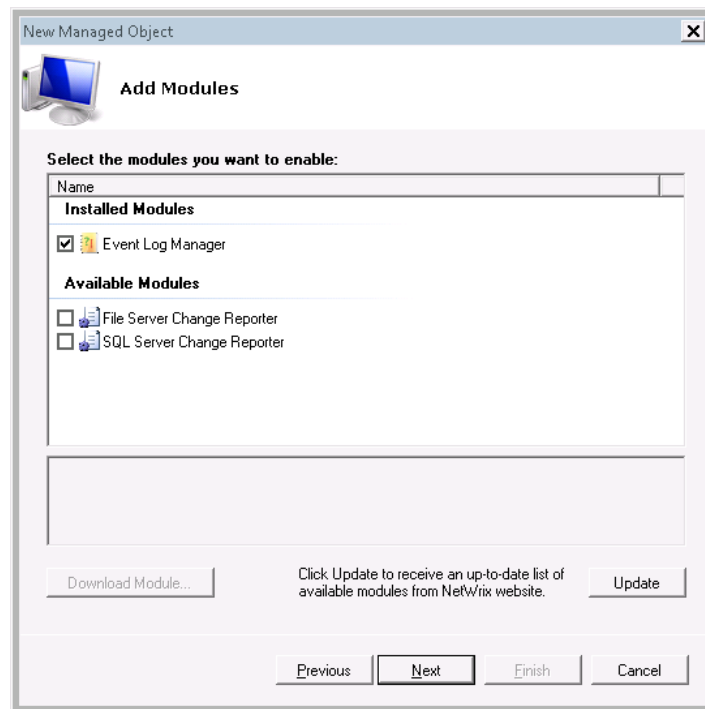 New Managed Object
Add Modules
Select the modules you want to enable:
Name
Installed Modules
Event Log Manager
Available Modules
File Server Change Reporter
SQL Server Change Reporter
Download Module...
Click Update to receive an up-to-date list of
available modules from NetWrix website.
Update
Previous
Next
Finish
Cancel